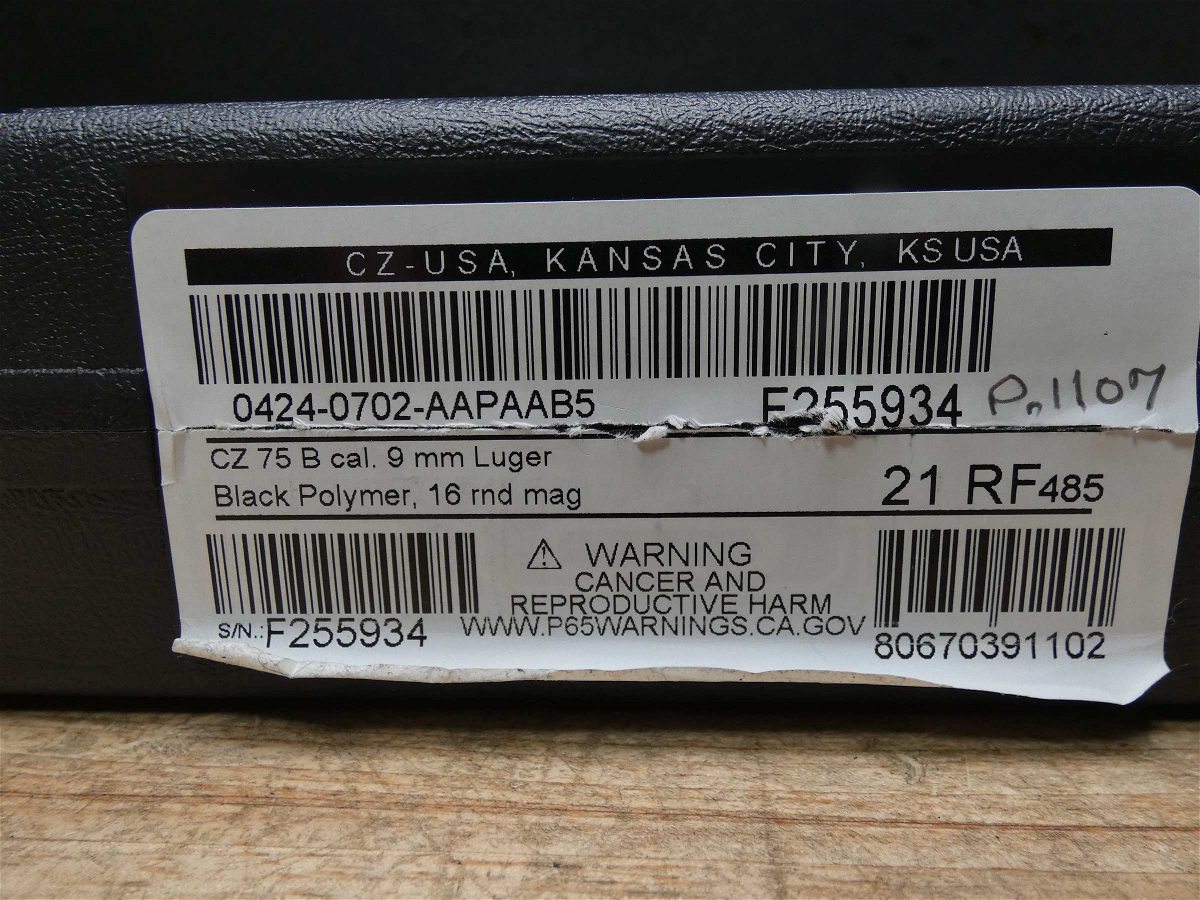 CZ-USA, KANSAS CITY, KS USA
0424-0702-AAPAAB5 F255934 P.1107
CZ 75 B cal. 9 mm Luger
Black Polymer, 16 rnd mag
21 RF485
WARNING
CANCER AND
REPRODUCTIVE HARM
WWW.P65WARNINGS.CA.GOV
S/N.:F255934
80670391102